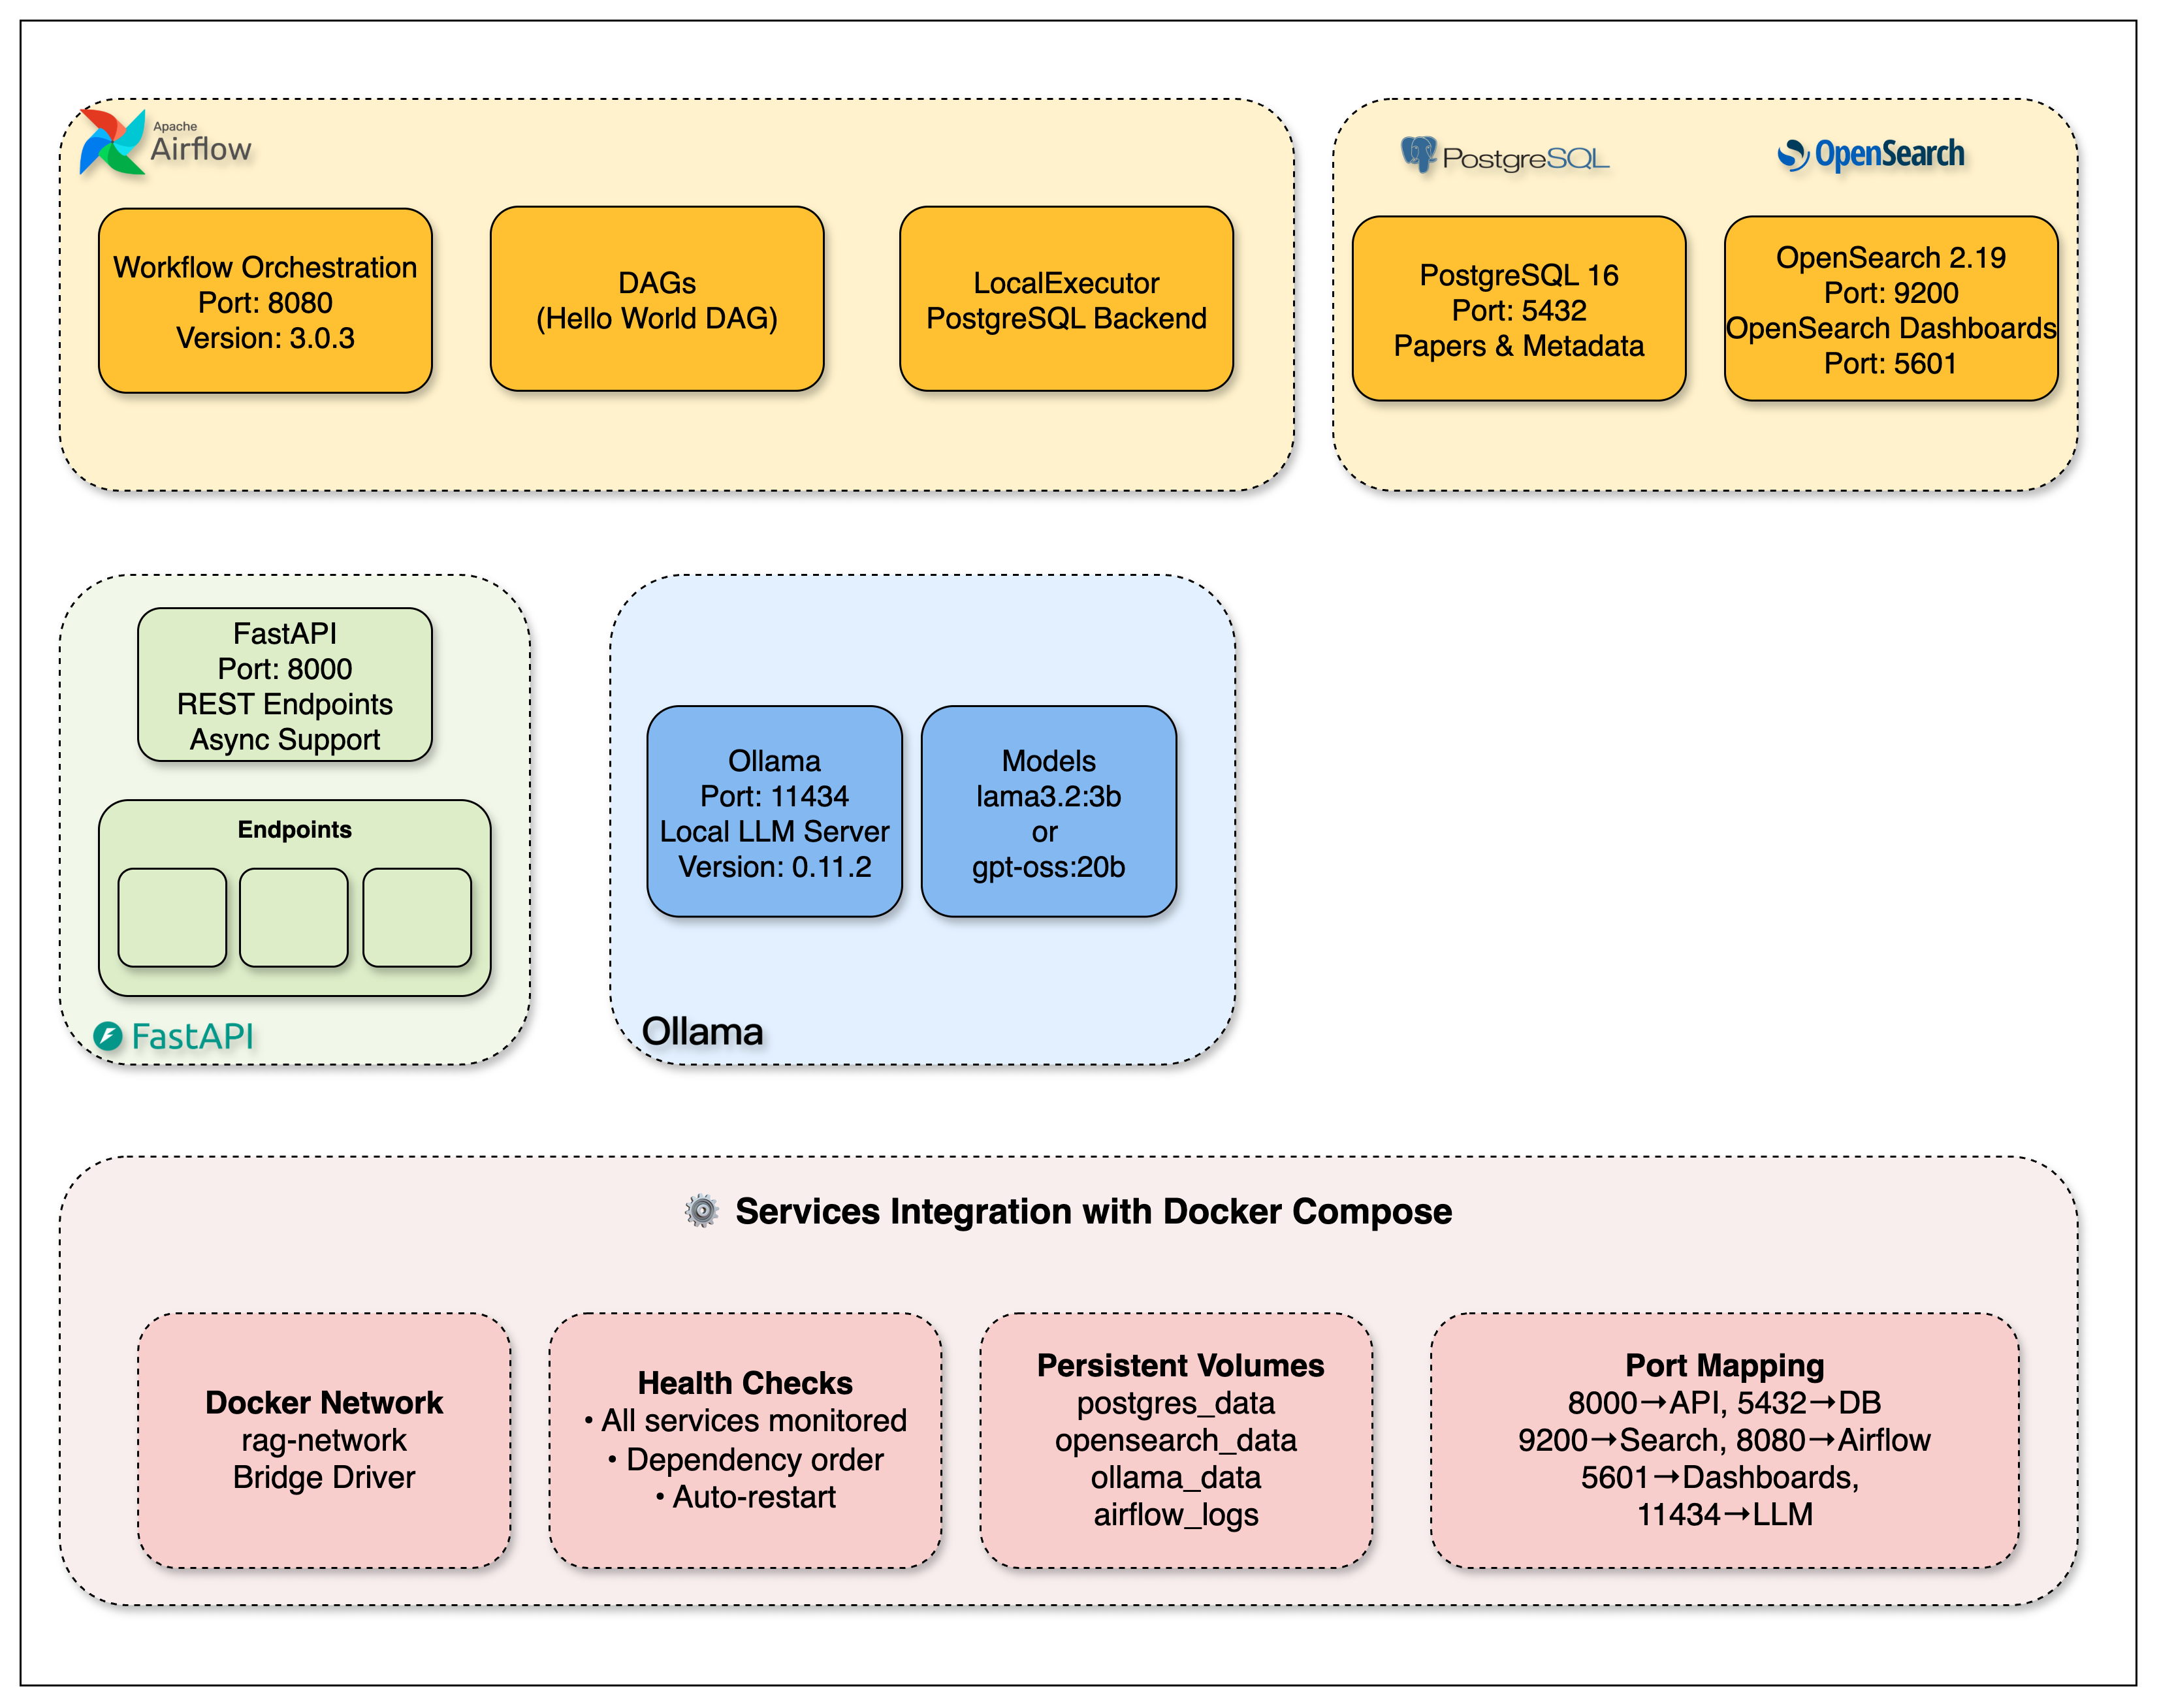 Apache
Airflow
Workflow Orchestration
Port: 8080
Version: 3.0.3
DAGs
(Hello World DAG)
LocalExecutor
PostgreSQL Backend
PostgreSQL
PostgreSQL 16
Port: 5432
Papers & Metadata
OpenSearch
OpenSearch 2.19
Port: 9200
OpenSearch Dashboards
Port: 5601
FastAPI
Port: 8000
REST Endpoints
Async Support
Endpoints
FastAPI
Ollama
Port: 11434
Local LLM Server
Version: 0.11.2
Models
lama3.2:3b
or
gpt-oss:20b
Ollama
Services Integration with Docker Compose
Docker Network
rag-network
Bridge Driver
Health Checks
• All services monitored
• Dependency order
• Auto-restart
Persistent Volumes
postgres_data
opensearch_data
ollama_data
airflow_logs
Port Mapping
8000→API, 5432→DB
9200→Search, 8080→Airflow
5601→Dashboards,
11434→LLM